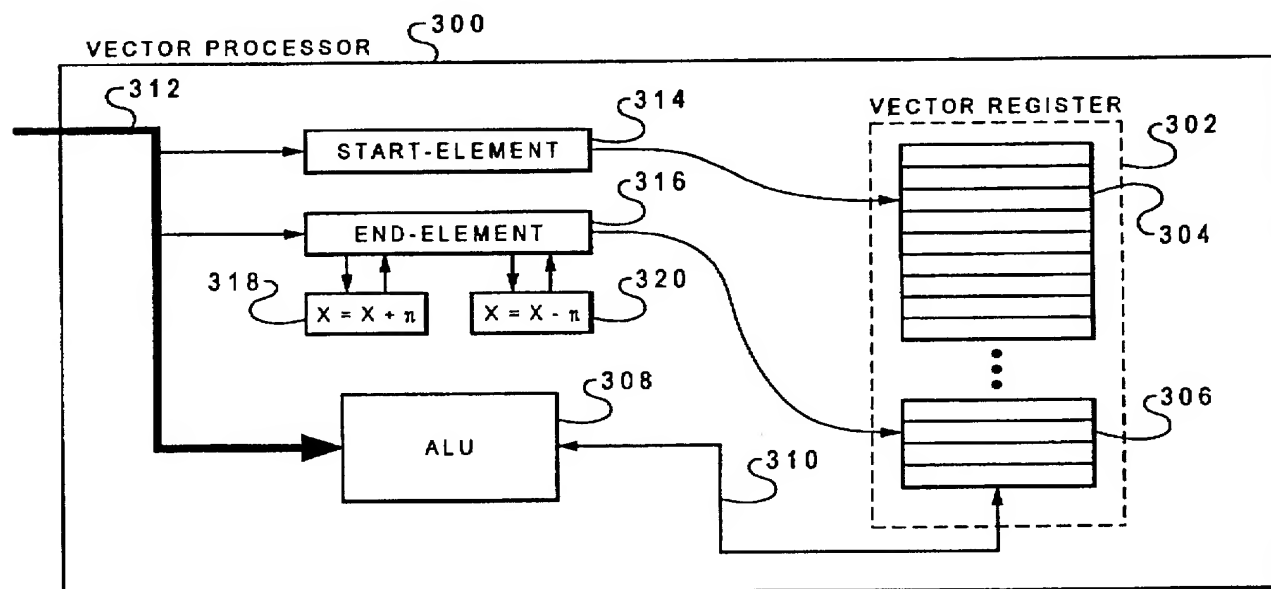 300
VECTOR PROCESSOR
312
314
VECTOR REGISTER
302
START-ELEMENT
316
304
END-ELEMENT
318
320
X = X + n
X = X - n
308
306
ALU
310